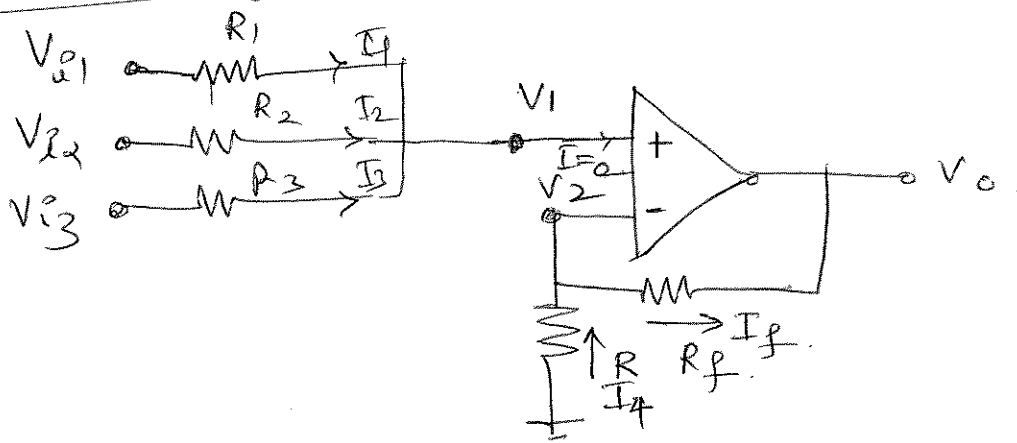 R1 I1
Vi1
V1
R2 I2
Vi2
+
I=0
R3 I3
V2
Vo
Vi3
-
If.
Rf.
R
I4